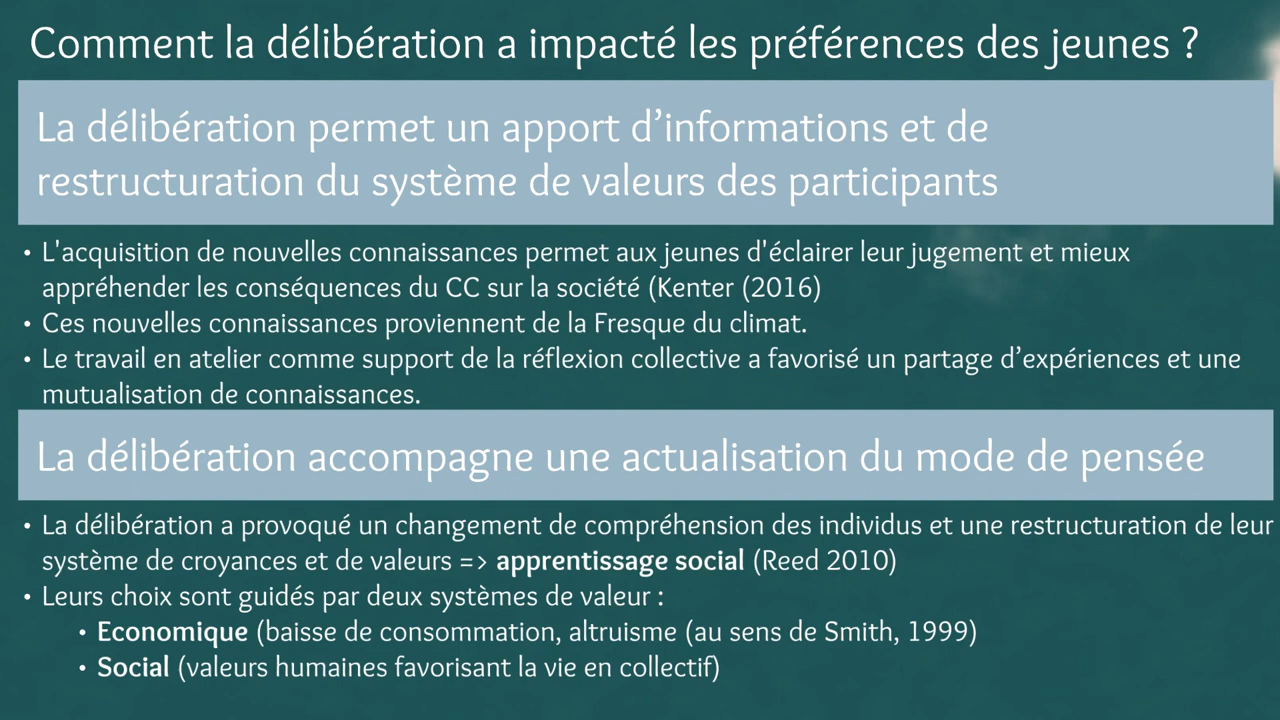 Comment la délibération a impacté les préférences des jeunes ?
La délibération permet un apport d’informations et de
restructuration du système de valeurs des participants
• L'acquisition de nouvelles connaissances permet aux jeunes d'éclairer leur jugement et mieux
appréhender les conséquences du CC sur la société (Kenter (2016)
• Ces nouvelles connaissances proviennent de la Fresque du climat.
• Le travail en atelier comme support de la réflexion collective a favorisé un partage d’expériences et une
mutualisation de connaissances.
La délibération accompagne une actualisation du mode de pensée
• La délibération a provoqué un changement de compréhension des individus et une restructuration de leur
système de croyances et de valeurs => apprentissage social (Reed 2010)
• Leurs choix sont guidés par deux systèmes de valeur :
• Economique (baisse de consommation, altruisme (au sens de Smith, 1999)
• Social (valeurs humaines favorisant la vie en collectif)